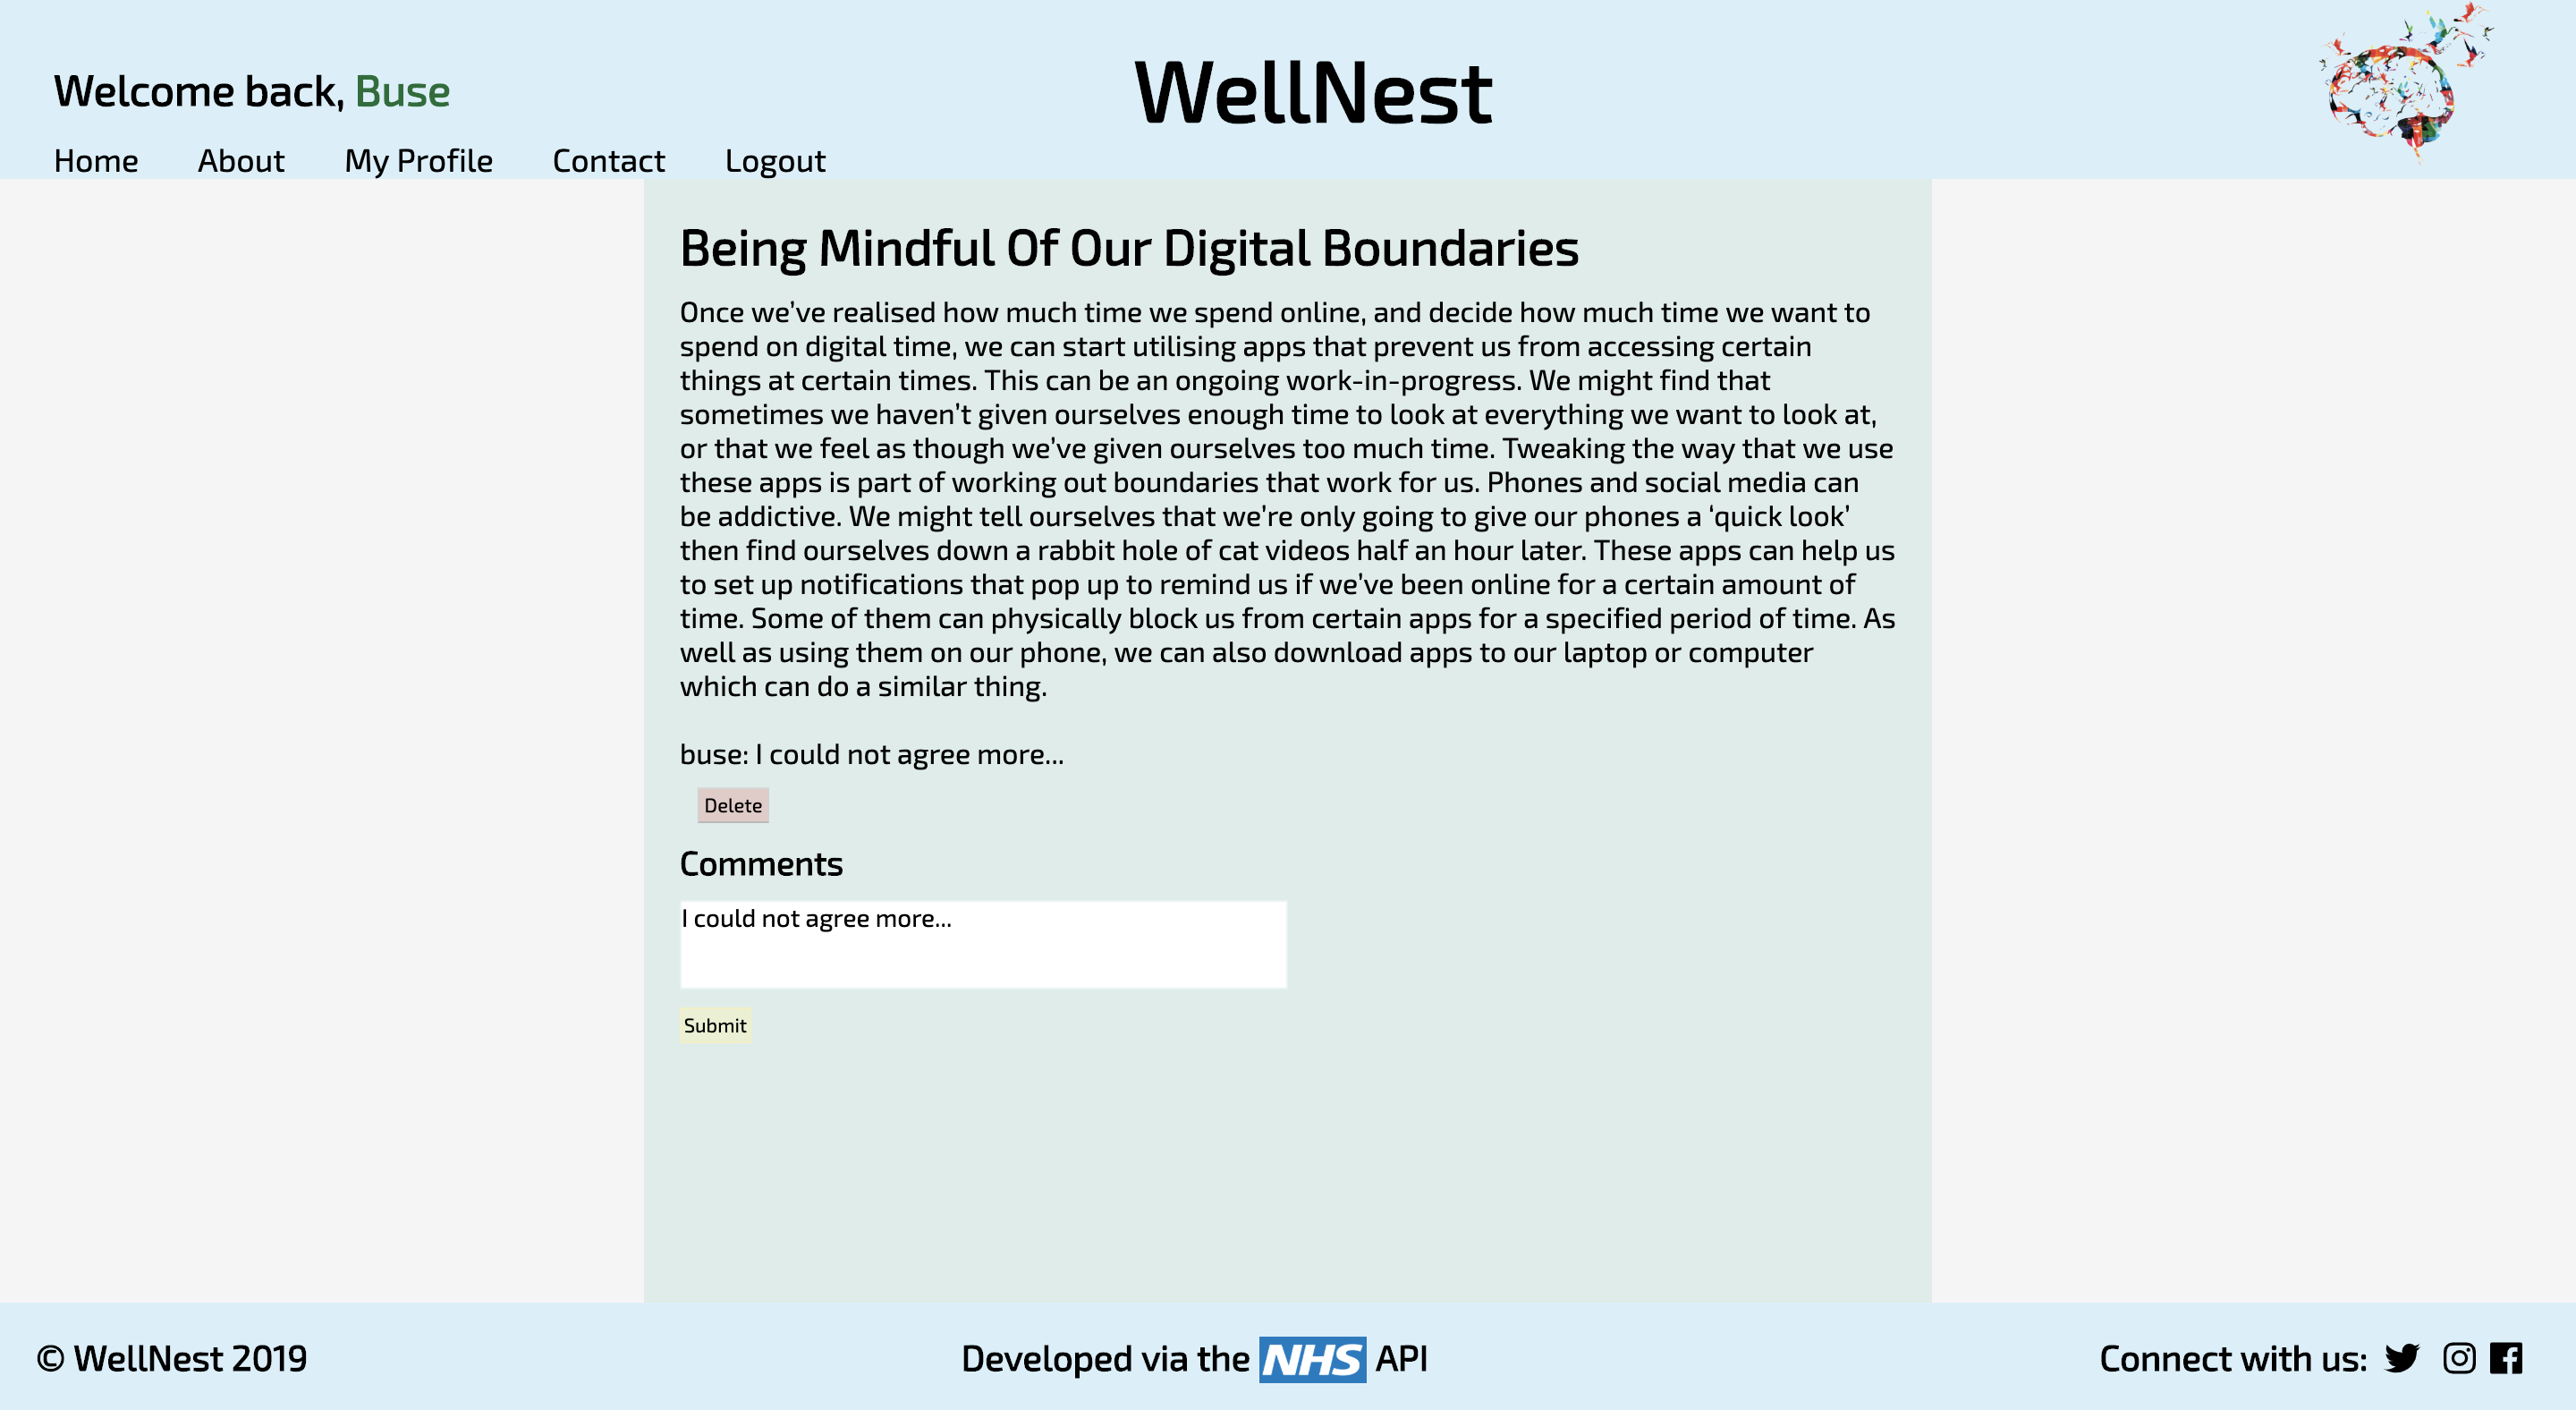 Welcome back, Buse
WellNest
Home About My Profile Contact Logout
Being Mindful Of Our Digital Boundaries
Once we’ve realised how much time we spend online, and decide how much time we want to
spend on digital time, we can start utilising apps that prevent us from accessing certain
things at certain times. This can be an ongoing work-in-progress. We might find that
sometimes we haven’t given ourselves enough time to look at everything we want to look at,
or that we feel as though we’ve given ourselves too much time. Tweaking the way that we use
these apps is part of working out boundaries that work for us. Phones and social media can
be addictive. We might tell ourselves that we’re only going to give our phones a ‘quick look’
then find ourselves down a rabbit hole of cat videos half an hour later. These apps can help us
to set up notifications that pop up to remind us if we’ve been online for a certain amount of
time. Some of them can physically block us from certain apps for a specified period of time. As
well as using them on our phone, we can also download apps to our laptop or computer
which can do a similar thing.
buse: I could not agree more...
Delete
Comments
I could not agree more...
Submit
© WellNest 2019
Developed via the NHS API
Connect with us: